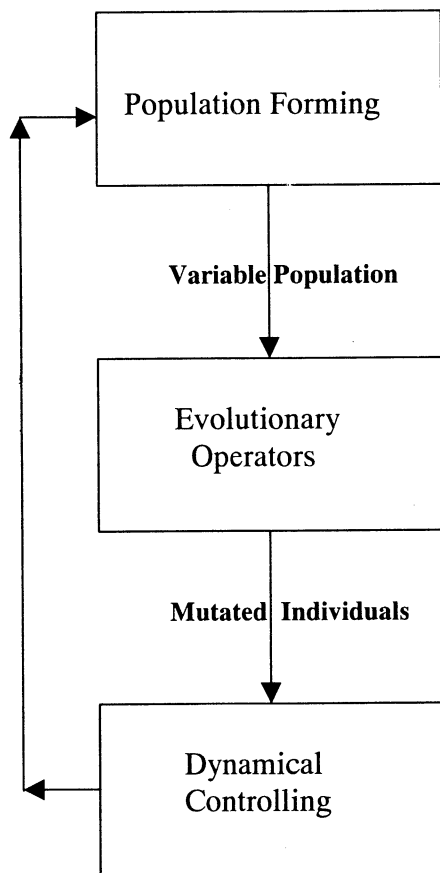 Population Forming
Variable Population
Evolutionary
Operators
Mutated Individuals
Dynamical
Controlling